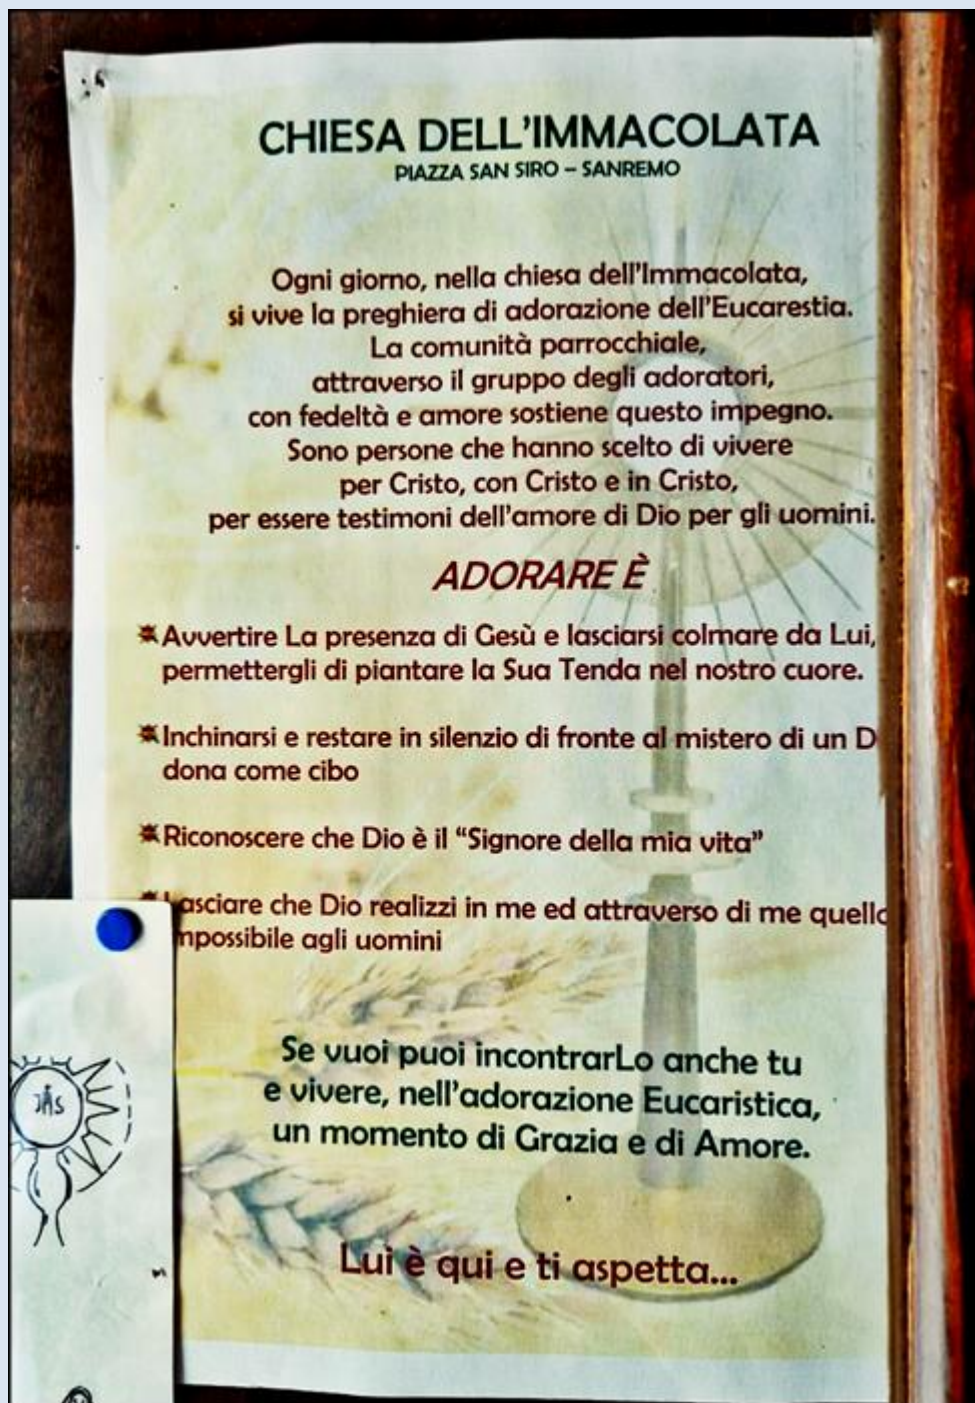 CHIESA DELL'IMMACOLATA
PIAZZA SAN SIRO – SANREMO
Ogni giorno, nella chiesa dell'Immacolata,
si vive la preghiera di adorazione dell'Eucarestia.
La comunità parrocchiale,
attraverso il gruppo degli adoratori,
con fedeltà e amore sostiene questo impegno.
Sono persone che hanno scelto di vivere
per Cristo, con Cristo e in Cristo,
per essere testimoni dell'amore di Dio per gli uomini.
ADORARE È
Avvertire La presenza di Gesù e lasciarsi colmare da Lui,
permettergli di piantare la Sua Tenda nel nostro cuore.
Inchinarsi e restare in silenzio di fronte al mistero di un D
dona come cibo
Riconoscere che Dio è il “Signore della mia vita”
Lasciare che Dio realizzi in me ed attraverso di me quello
mpossibile agli uomini
Se vuoi puoi incontrarLo anche tu
e vivere, nell'adorazione Eucaristica,
un momento di Grazia e di Amore.
Lui è qui e ti aspetta...